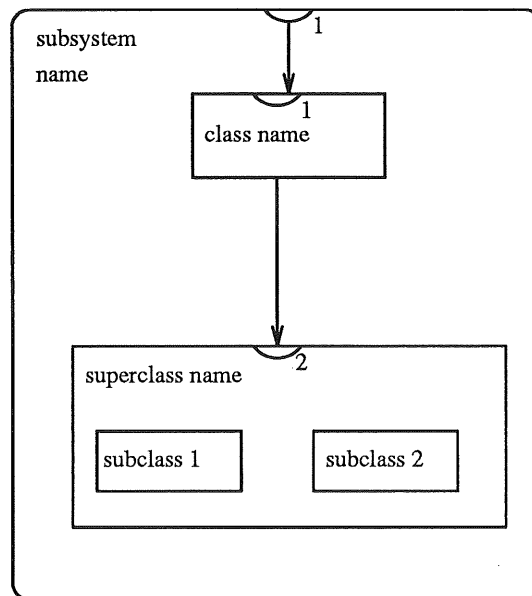 1
subsystem
name
1
class name
2
superclass name
subclass 1
subclass 2